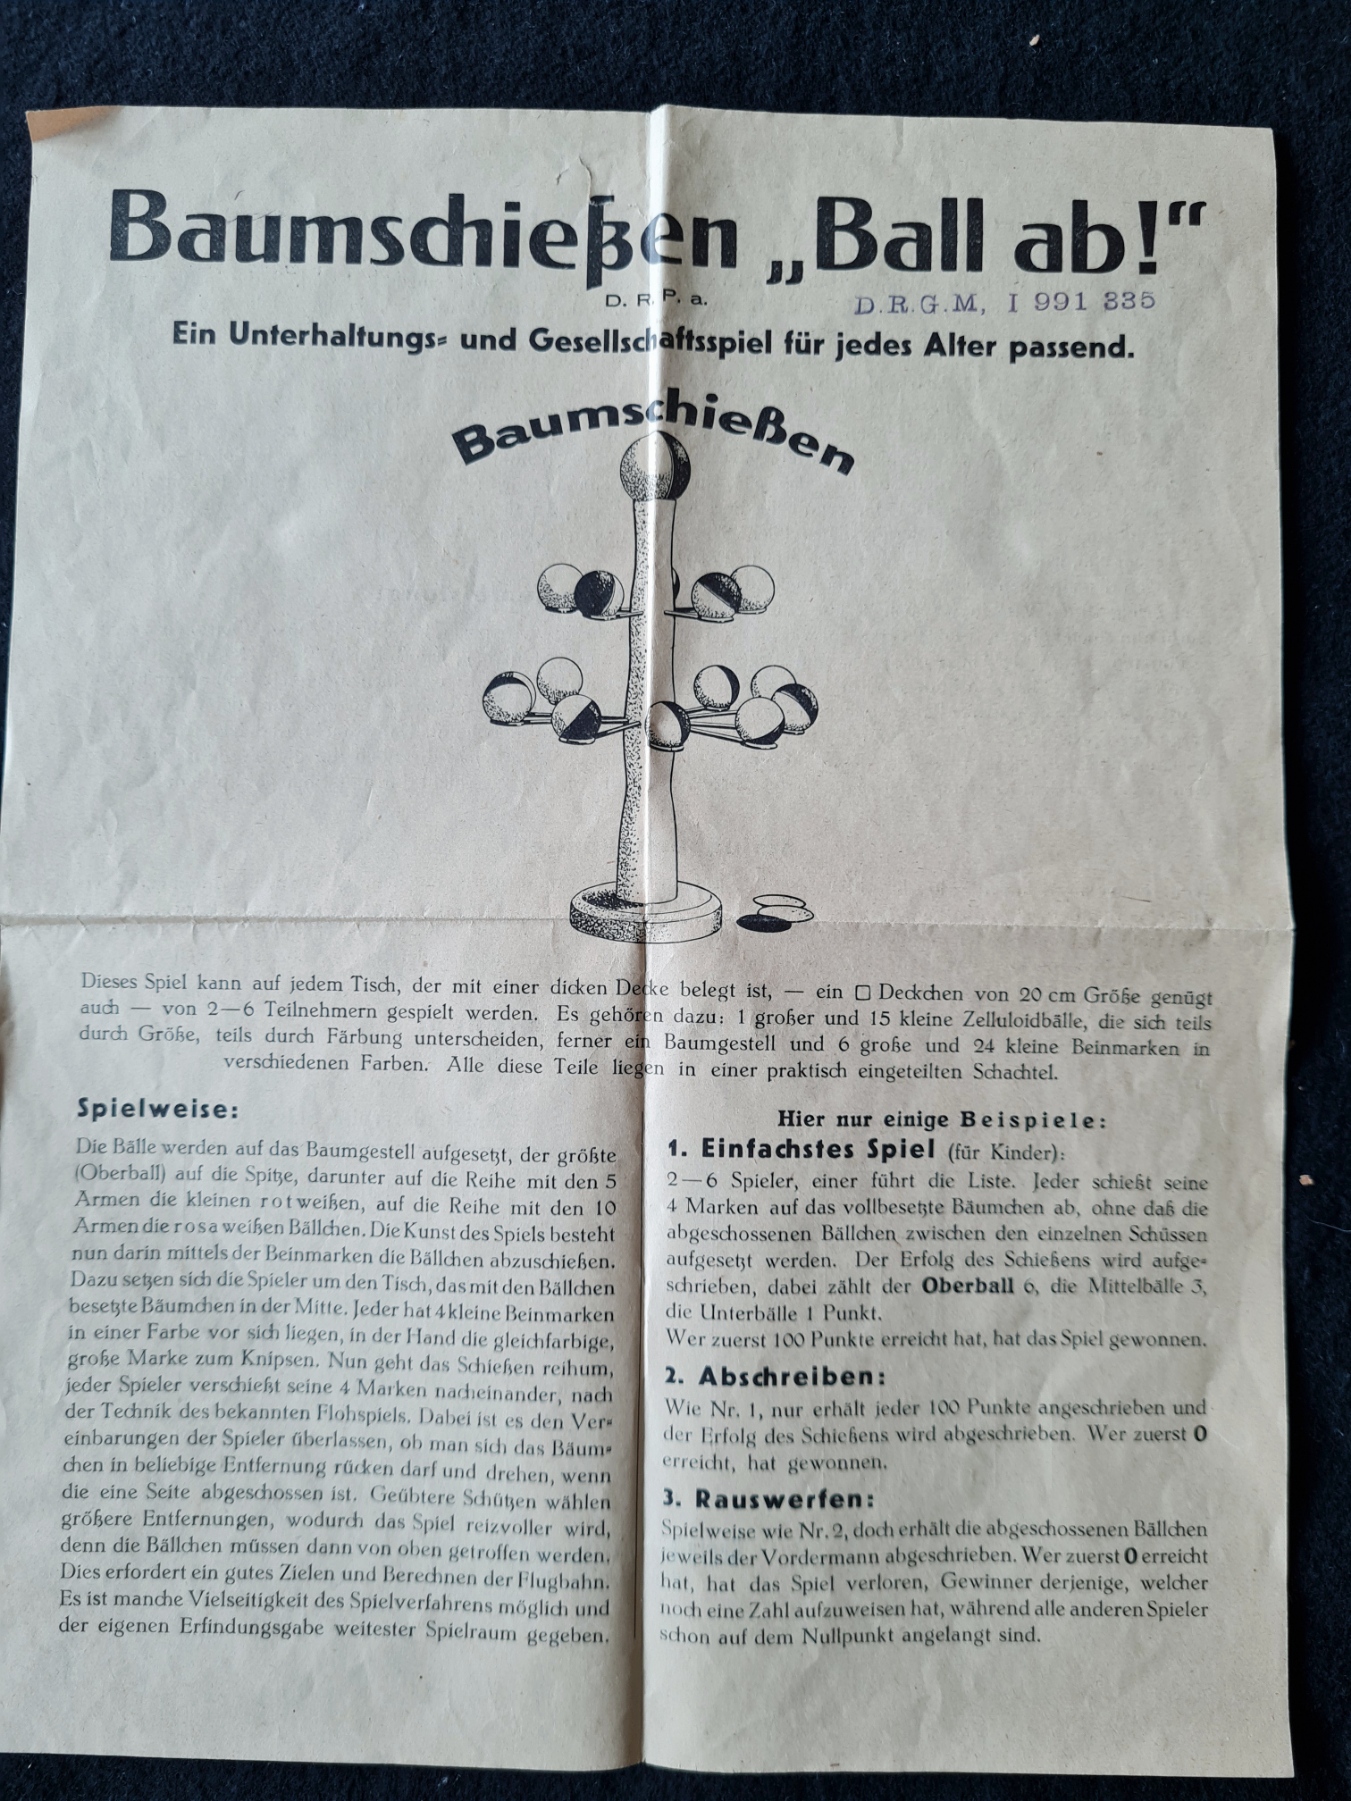 Baumschießen „Ball ab!“
D. R. P. a.
D.R.G.M, I 991 335
Ein Unterhaltungs- und Gesellschaftsspiel für jedes Alter passend.
Baumschießen
Dieses Spiel kann auf jedem Tisch, der mit einer dicken Decke belegt ist, — ein □ Deckchen von 20 cm Größe genügt
auch — von 2—6 Teilnehmern gespielt werden. Es gehören dazu: 1 großer und 15 kleine Zelluloidbälle, die sich teils
durch Größe, teils durch Färbung unterscheiden, ferner ein Baumgestell und 6 große und 24 kleine Beinmarken in
verschiedenen Farben. Alle diese Teile liegen in einer praktisch eingeteilten Schachtel.
Spielweise:
Die Bälle werden auf das Baumgestell aufgesetzt, der größte
(Oberball) auf die Spitze, darunter auf die Reihe mit den 5
Armen die kleinen rotweißen, auf die Reihe mit den 10
Armen die rosaweißen Bällchen. Die Kunst des Spiels besteht
nun darin mittels der Beinmarken die Bällchen abzuschießen.
Dazu setzen sich die Spieler um den Tisch, das mit den Bällchen
besetzte Bäumchen in der Mitte. Jeder hat 4 kleine Beinmarken
in einer Farbe vor sich liegen, in der Hand die gleichfarbige,
große Marke zum Knipsen. Nun geht das Schießen reihum,
jeder Spieler verschießt seine 4 Marken nacheinander, nach
der Technik des bekannten Flohspiels. Dabei ist es den Ver-
einbarungen der Spieler überlassen, ob man sich das Bäum-
chen in beliebige Entfernung rücken darf und drehen, wenn
die eine Seite abgeschossen ist. Geübtere Schützen wählen
größere Entfernungen, wodurch das Spiel reizvoller wird,
denn die Bällchen müssen dann von oben getroffen werden.
Dies erfordert ein gutes Zielen und Berechnen der Flugbahn.
Es ist manche Vielseitigkeit des Spielverfahrens möglich und
der eigenen Erfindungsgabe weitester Spielraum gegeben.
Hier nur einige Beispiele:
1. Einfachstes Spiel (für Kinder):
2—6 Spieler, einer führt die Liste. Jeder schießt seine
4 Marken auf das vollbesetzte Bäumchen ab, ohne daß die
abgeschossenen Bällchen zwischen den einzelnen Schüssen
aufgesetzt werden. Der Erfolg des Schießens wird aufge-
schrieben, dabei zählt der Oberball 6, die Mittelbälle 3,
die Unterbälle 1 Punkt.
Wer zuerst 100 Punkte erreicht hat, hat das Spiel gewonnen.
2. Abschreiben:
Wie Nr. 1, nur erhält jeder 100 Punkte angeschrieben und
der Erfolg des Schießens wird abgeschrieben. Wer zuerst 0
erreicht, hat gewonnen.
3. Rauswerfen:
Spielweise wie Nr. 2, doch erhält die abgeschossenen Bällchen
jeweils der Vordermann abgeschrieben. Wer zuerst 0 erreicht
hat, hat das Spiel verloren, Gewinner derjenige, welcher
noch eine Zahl aufzuweisen hat, während alle anderen Spieler
schon auf dem Nullpunkt angelangt sind.